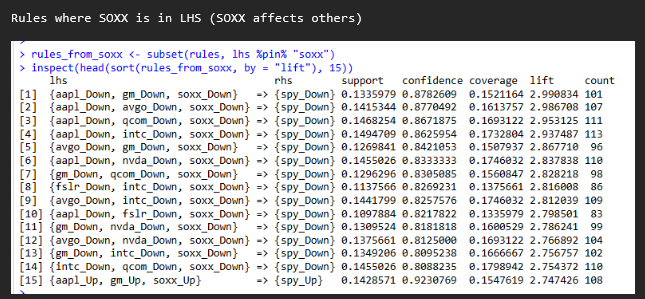 Rules where SOXX is in LHS (SOXX affects others)
> rules_from_soxx <- subset(rules, lhs %pin% "soxx")
> inspect(head(sort(rules_from_soxx, by = "lift"), 15))
lhs rhs support confidence coverage lift count
[1] {aapl_Down, gm_Down, soxx_Down} => {spy_Down} 0.1335979 0.8782609 0.1521164 2.990834 101
[2] {aapl_Down, avgo_Down, soxx_Down} => {spy_Down} 0.1415344 0.8770492 0.1613757 2.986708 107
[3] {aapl_Down, qcom_Down, soxx_Down} => {spy_Down} 0.1468254 0.8671875 0.1693122 2.953125 111
[4] {aapl_Down, intc_Down, soxx_Down} => {spy_Down} 0.1494709 0.8625954 0.1732804 2.937487 113
[5] {avgo_Down, gm_Down, soxx_Down} => {spy_Down} 0.1269841 0.8421053 0.1507937 2.867710 96
[6] {aapl_Down, nvda_Down, soxx_Down} => {spy_Down} 0.1455026 0.8333333 0.1746032 2.837838 110
[7] {gm_Down, qcom_Down, soxx_Down} => {spy_Down} 0.1296296 0.8305085 0.1560847 2.828218 98
[8] {fslr_Down, intc_Down, soxx_Down} => {spy_Down} 0.1137566 0.8269231 0.1375661 2.816008 86
[9] {avgo_Down, intc_Down, soxx_Down} => {spy_Down} 0.1441799 0.8257576 0.1746032 2.812039 109
[10] {aapl_Down, fslr_Down, soxx_Down} => {spy_Down} 0.1097884 0.8217822 0.1335979 2.798501 83
[11] {gm_Down, nvda_Down, soxx_Down} => {spy_Down} 0.1309524 0.8181818 0.1600529 2.786241 99
[12] {avgo_Down, nvda_Down, soxx_Down} => {spy_Down} 0.1375661 0.8125000 0.1693122 2.766892 104
[13] {gm_Down, intc_Down, soxx_Down} => {spy_Down} 0.1349206 0.8095238 0.1666667 2.756757 102
[14] {intc_Down, qcom_Down, soxx_Down} => {spy_Down} 0.1455026 0.8088235 0.1798942 2.754372 110
[15] {aapl_Up, gm_Up, soxx_Up} => {spy_Up} 0.1428571 0.9230769 0.1547619 2.747426 108
>